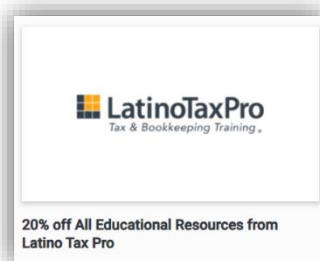 LatinoTaxPro
Tax & Bookkeeping Training.
20% off All Educational Resources from
Latino Tax Pro